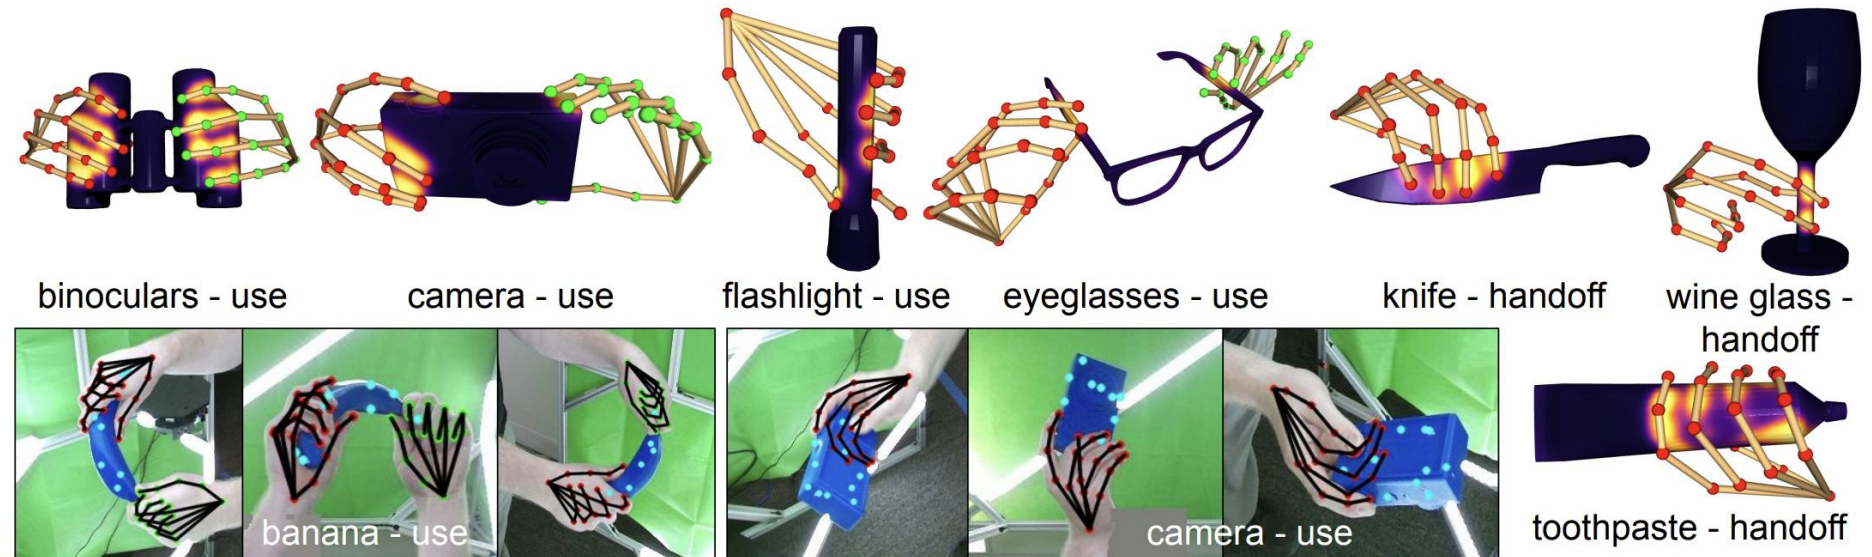 binoculars - use
camera - use
flashlight - use
eyeglasses - use
knife - handoff
wine glass -
handoff
banana - use
camera - use
toothpaste - handoff